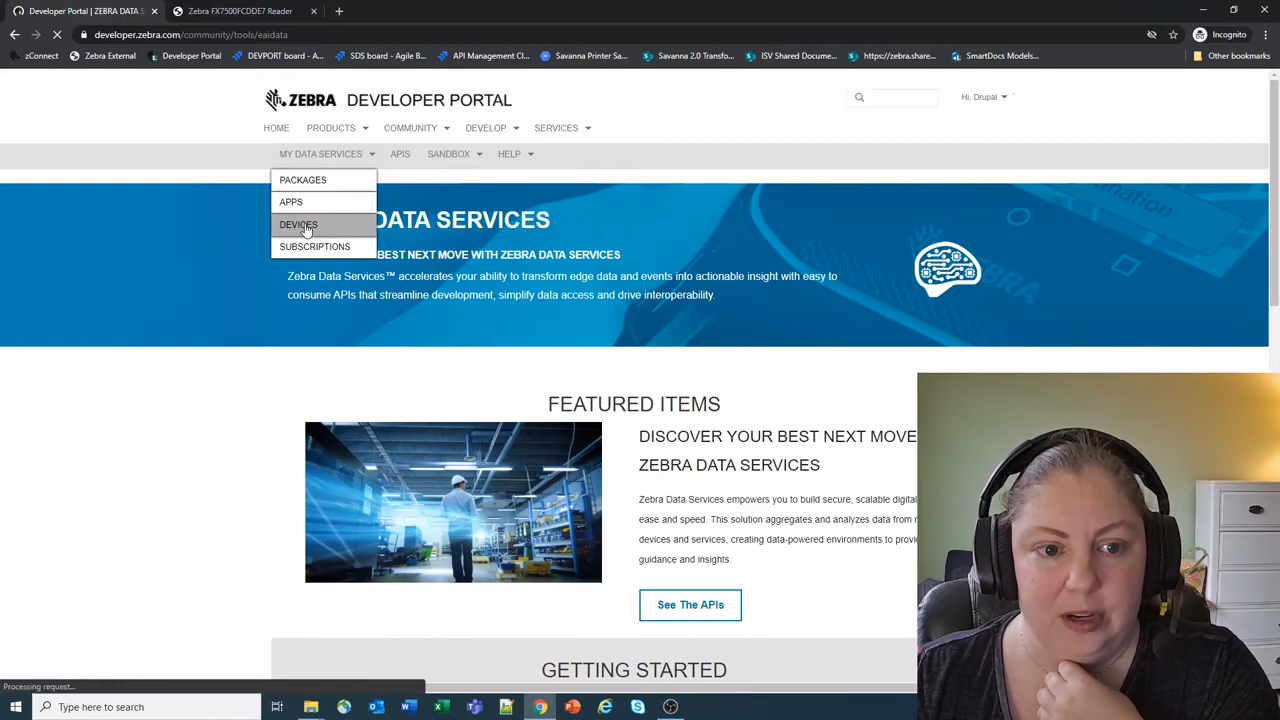 Developer Portal | ZEBRA DATA S
Zebra FX7500FCDDE7 Reader
developer.zebra.com/community/tools/eaidata
Incognito
zConnect
Zebra External
Developer Portal
DEVPORT board - A...
SDS board - Agile B...
API Management Cl...
Savanna Printer Sa...
Savanna 2.0 Transfo...
ISV Shared Docume...
https://zebra.share...
SmartDocs Models...
Other bookmarks
ZEBRA DEVELOPER PORTAL
Hi, Drupal
HOME PRODUCTS COMMUNITY DEVELOP SERVICES
MY DATA SERVICES APIS SANDBOX HELP
PACKAGES
APPS
DEVICES
SUBSCRIPTIONS
DATA SERVICES
BEST NEXT MOVE WITH ZEBRA DATA SERVICES
Zebra Data Services™ accelerates your ability to transform edge data and events into actionable insight with easy to
consume APIs that streamline development, simplify data access and drive interoperability.
FEATURED ITEMS
DISCOVER YOUR BEST NEXT MOVE
ZEBRA DATA SERVICES
Zebra Data Services empowers you to build secure, scalable digital
ease and speed. This solution aggregates and analyzes data from
devices and services, creating data-powered environments to
guidance and insights.
See The APIs
GETTING STARTED
Processing request...
Type here to search